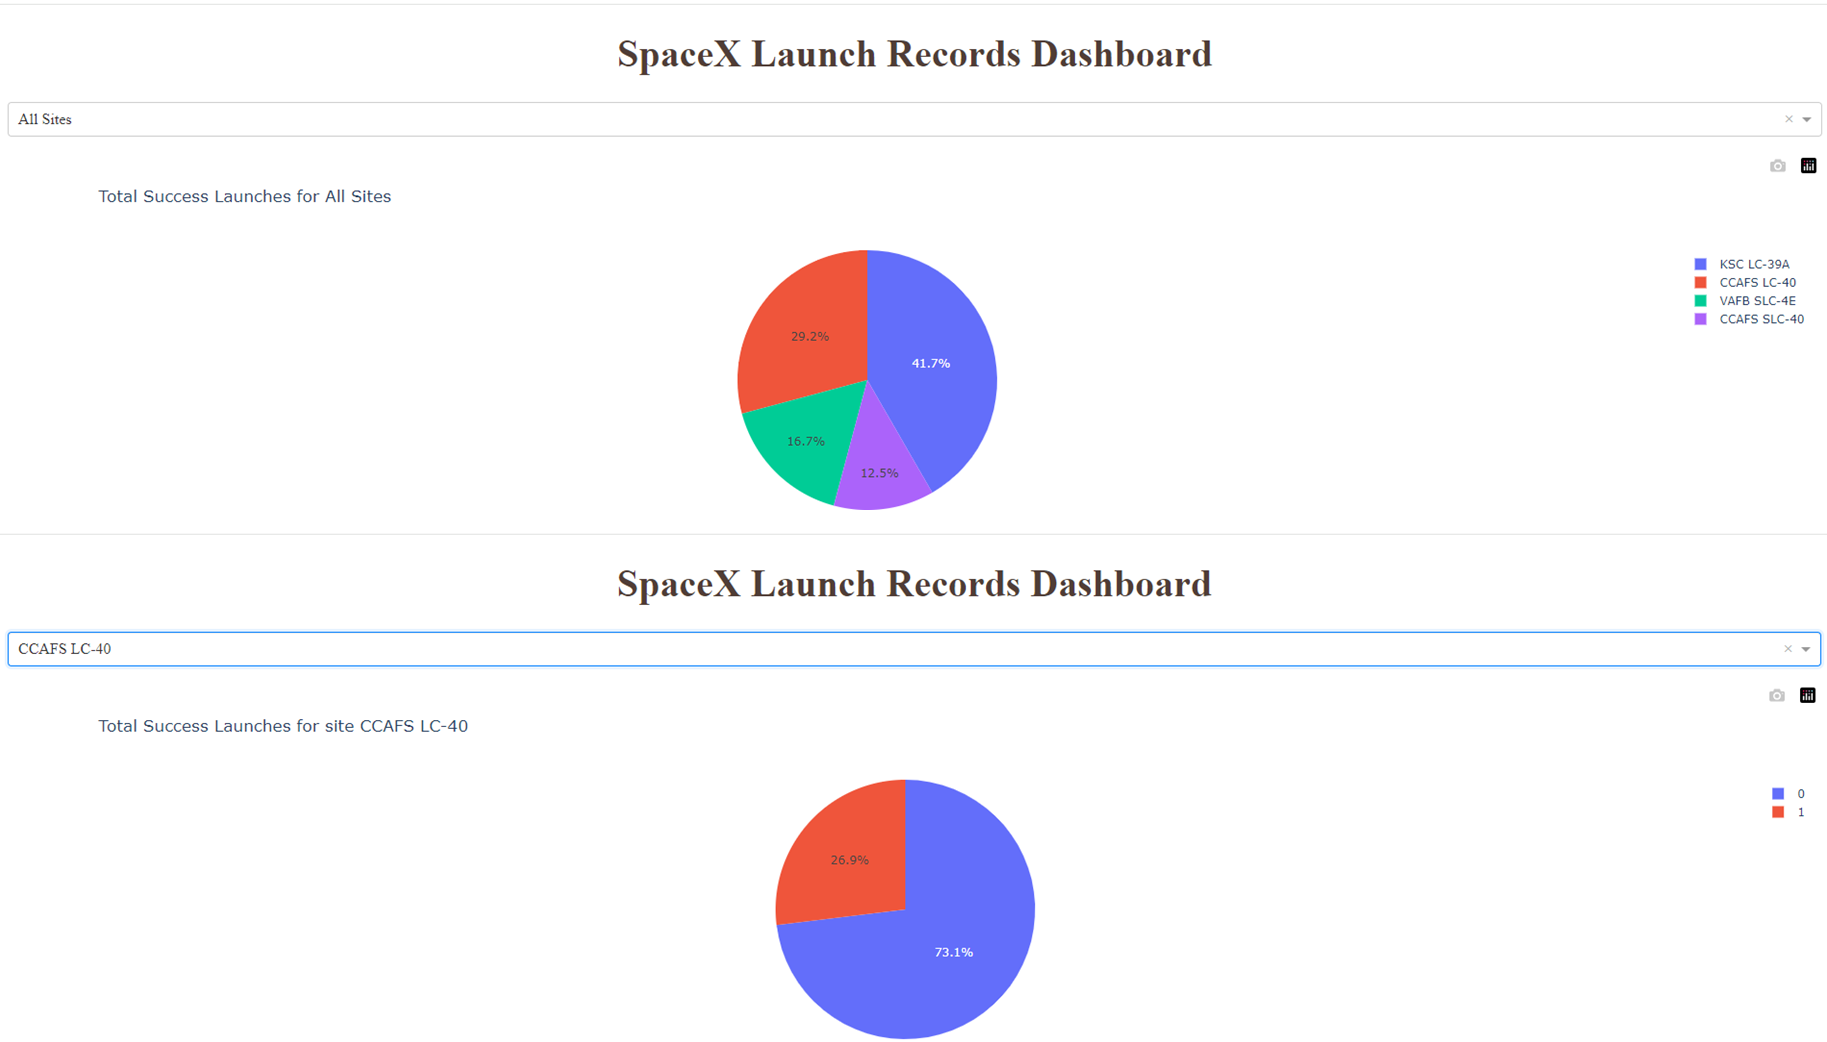 SpaceX Launch Records Dashboard
All Sites
Total Success Launches for All Sites
KSC LC-39A
CCAFS LC-40
VAFB SLC-4E
CCAFS SLC-40
29.2%
41.7%
16.7%
12.5%
SpaceX Launch Records Dashboard
CCAFS LC-40
Total Success Launches for site CCAFS LC-40
0
1
26.9%
73.1%